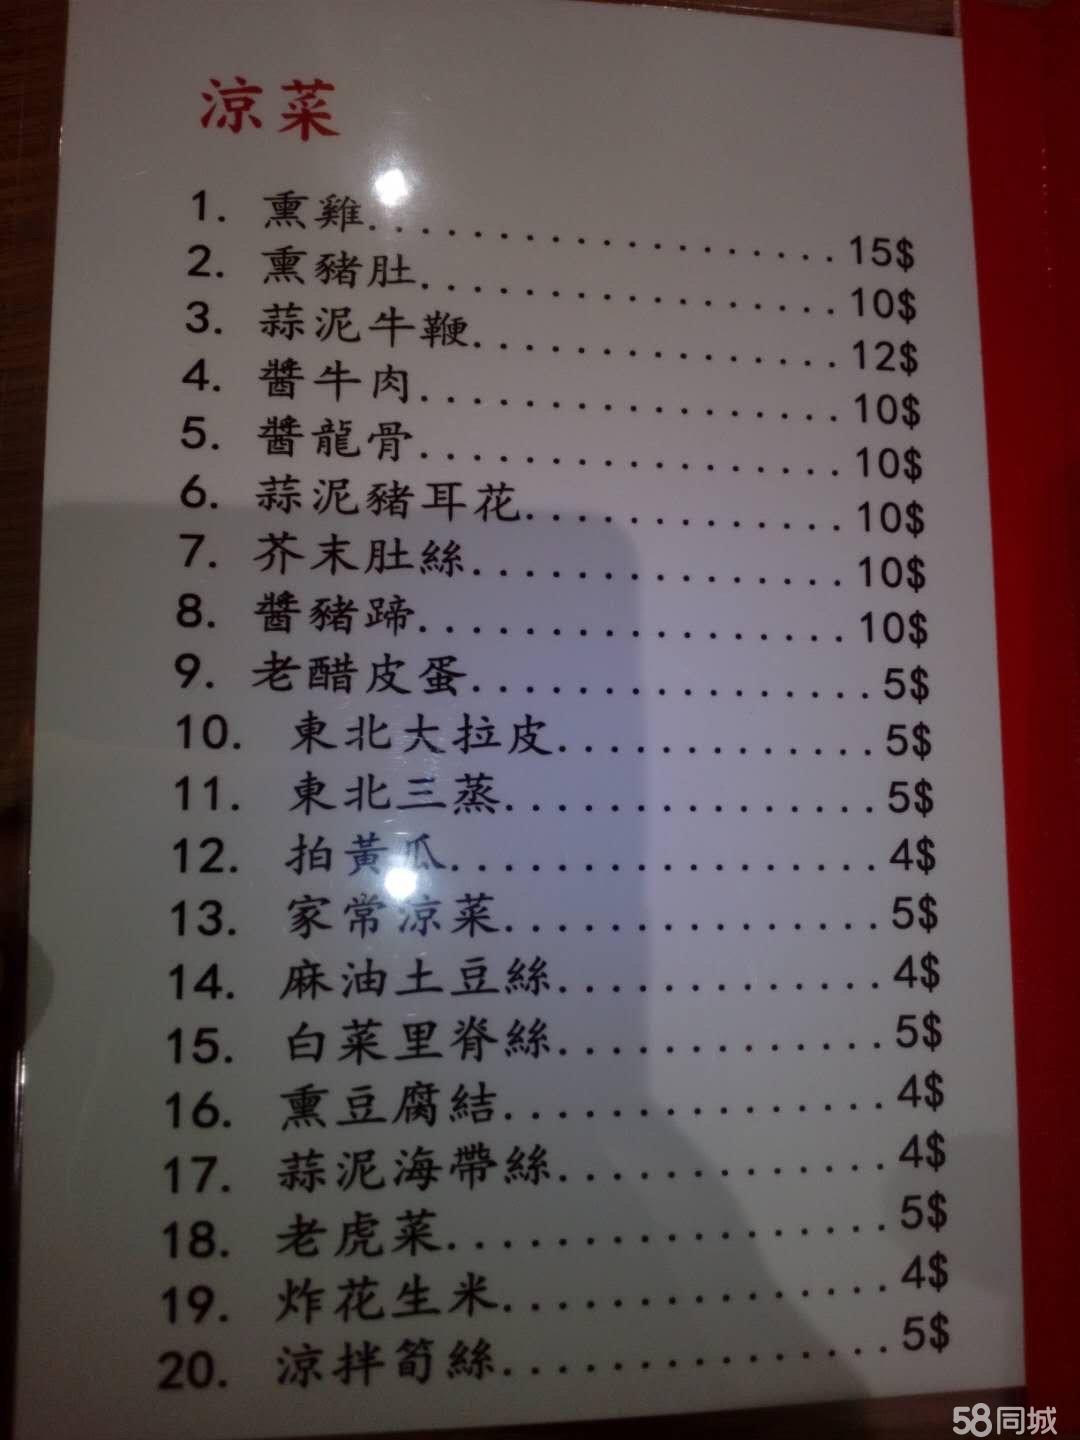 涼菜
1. 熏雞..................15$
2. 熏豬肚................10$
3. 蒜泥牛鞭..............12$
4. 醬牛肉................10$
5. 醬龍骨................10$
6. 蒜泥豬耳花............10$
7. 芥末肚絲..............10$
8. 醬豬蹄................10$
9. 老醋皮蛋...............5$
10. 東北大拉皮............5$
11. 東北三蒸..............5$
12. 拍黃瓜................4$
13. 家常涼菜..............5$
14. 麻油土豆絲............4$
15. 白菜里脊絲............5$
16. 熏豆腐結..............4$
17. 蒜泥海帶絲............4$
18. 老虎菜................5$
19. 炸花生米..............4$
20. 涼拌筍絲..............5$
58同城